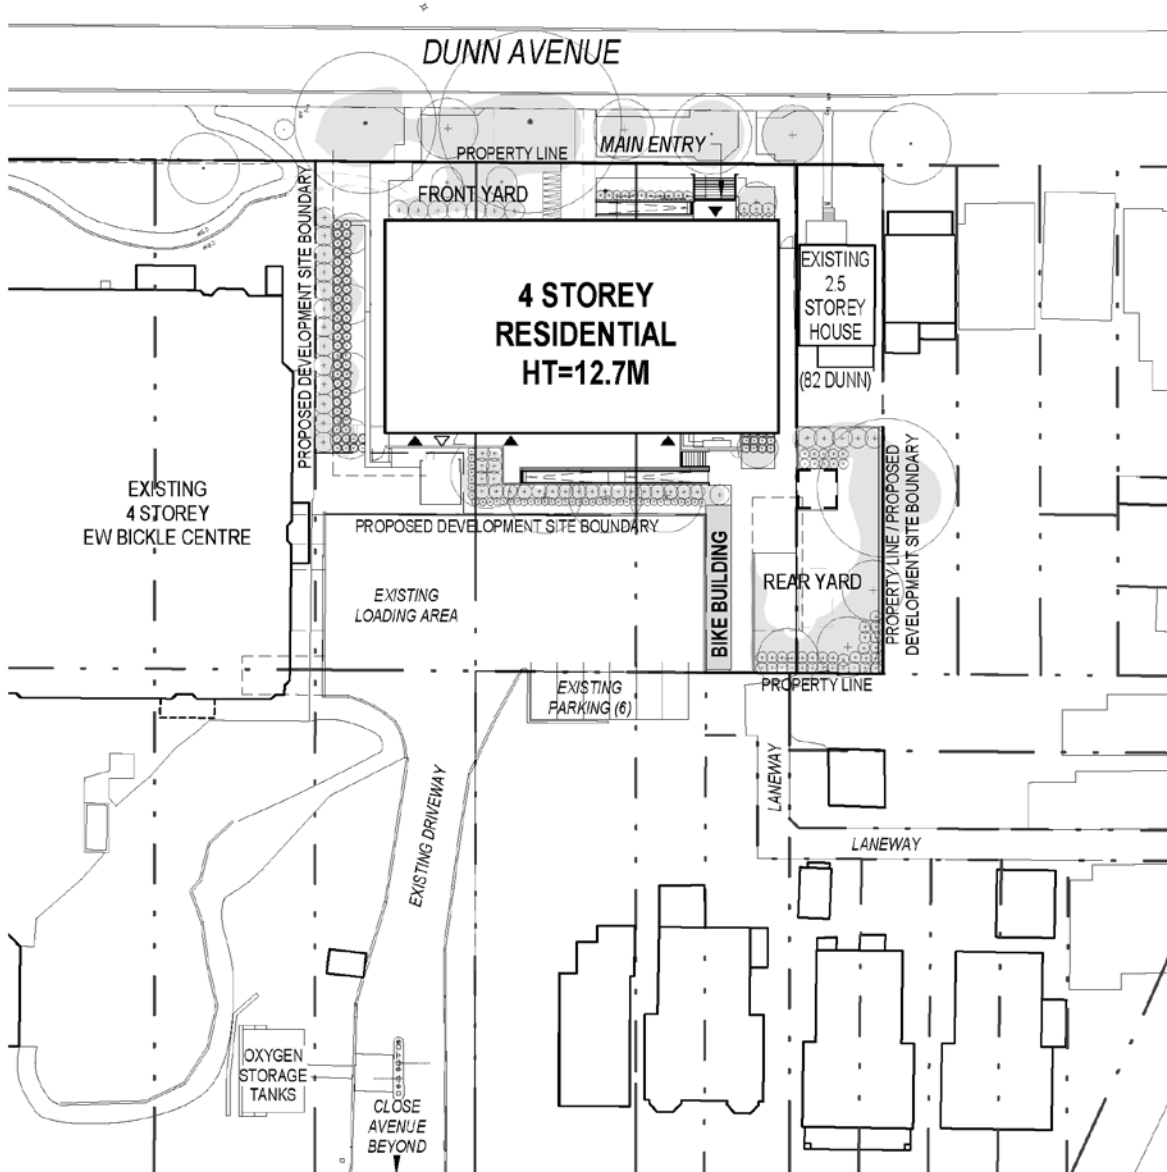 DUNN AVENUE
MAIN ENTRY
PROPERTY LINE
FRONT YARD
PROPOSED DEVELOPMENT SITE BOUNDARY
4 STOREY
RESIDENTIAL
HT=12.7M
EXISTING
2.5
STOREY
HOUSE
(82 DUNN)
EXISTING
4 STOREY
EW BICKLE CENTRE
PROPOSED DEVELOPMENT SITE BOUNDARY
PROPERTY LINE / PROPOSED
DEVELOPMENT SITE BOUNDARY
EXISTING
LOADING AREA
BIKE BUILDING
REAR YARD
EXISTING
PARKING (6)
PROPERTY LINE
LANEWAY
EXISTING DRIVEWAY
LANEWAY
OXYGEN
STORAGE
TANKS
CLOSE
AVENUE
BEYOND